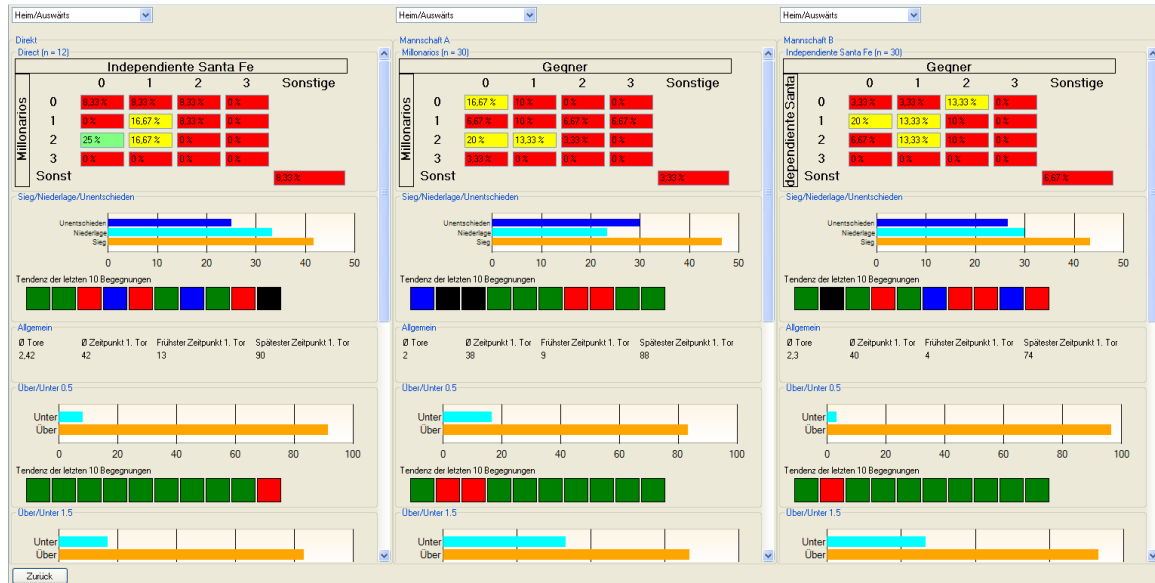 Heim/Auswärts
Direkt
Direct (n = 12)
Independiente Santa Fe
0 1 2 3 Sonstige
Millonarios
0 8,33 % 8,33 % 8,33 % 0 %
1 0 % 16,67 % 8,33 % 0 %
2 25 % 16,67 % 0 % 0 %
3 0 % 0 % 0 % 0 %
Sonst 8,33 %
Sieg/Niederlage/Unentschieden
Unentschieden
Niederlage
Sieg
0 10 20 30 40 50
Tendenz der letzten 10 Begegnungen
Allgemein
Ø Tore Ø Zeitpunkt 1. Tor Frühster Zeitpunkt 1. Tor Spätester Zeitpunkt 1. Tor
2,42 42 13 90
Über/Unter 0.5
Unter
Über
0 20 40 60 80 100
Tendenz der letzten 10 Begegnungen
Über/Unter 1.5
Unter
Über
Heim/Auswärts
Mannschaft A
Millonarios (n = 30)
Gegner
0 1 2 3 Sonstige
Millonarios
0 16,67 % 10 % 0 % 0 %
1 6,67 % 10 % 6,67 % 6,67 %
2 20 % 13,33 % 3,33 % 0 %
3 3,33 % 0 % 0 % 0 %
Sonst 3,33 %
Sieg/Niederlage/Unentschieden
Unentschieden
Niederlage
Sieg
0 10 20 30 40 50
Tendenz der letzten 10 Begegnungen
Allgemein
Ø Tore Ø Zeitpunkt 1. Tor Frühster Zeitpunkt 1. Tor Spätester Zeitpunkt 1. Tor
2 38 9 88
Über/Unter 0.5
Unter
Über
0 20 40 60 80 100
Tendenz der letzten 10 Begegnungen
Über/Unter 1.5
Unter
Über
Heim/Auswärts
Mannschaft B
Independiente Santa Fe (n = 30)
Gegner
0 1 2 3 Sonstige
dependiente Santa
0 3,33 % 3,33 % 13,33 % 0 %
1 20 % 13,33 % 10 % 0 %
2 6,67 % 13,33 % 10 % 0 %
3 0 % 0 % 0 % 0 %
Sonst 6,67 %
Sieg/Niederlage/Unentschieden
Unentschieden
Niederlage
Sieg
0 10 20 30 40 50
Tendenz der letzten 10 Begegnungen
Allgemein
Ø Tore Ø Zeitpunkt 1. Tor Frühster Zeitpunkt 1. Tor Spätester Zeitpunkt 1. Tor
2,3 40 4 74
Über/Unter 0.5
Unter
Über
0 20 40 60 80 100
Tendenz der letzten 10 Begegnungen
Über/Unter 1.5
Unter
Über
Zurück